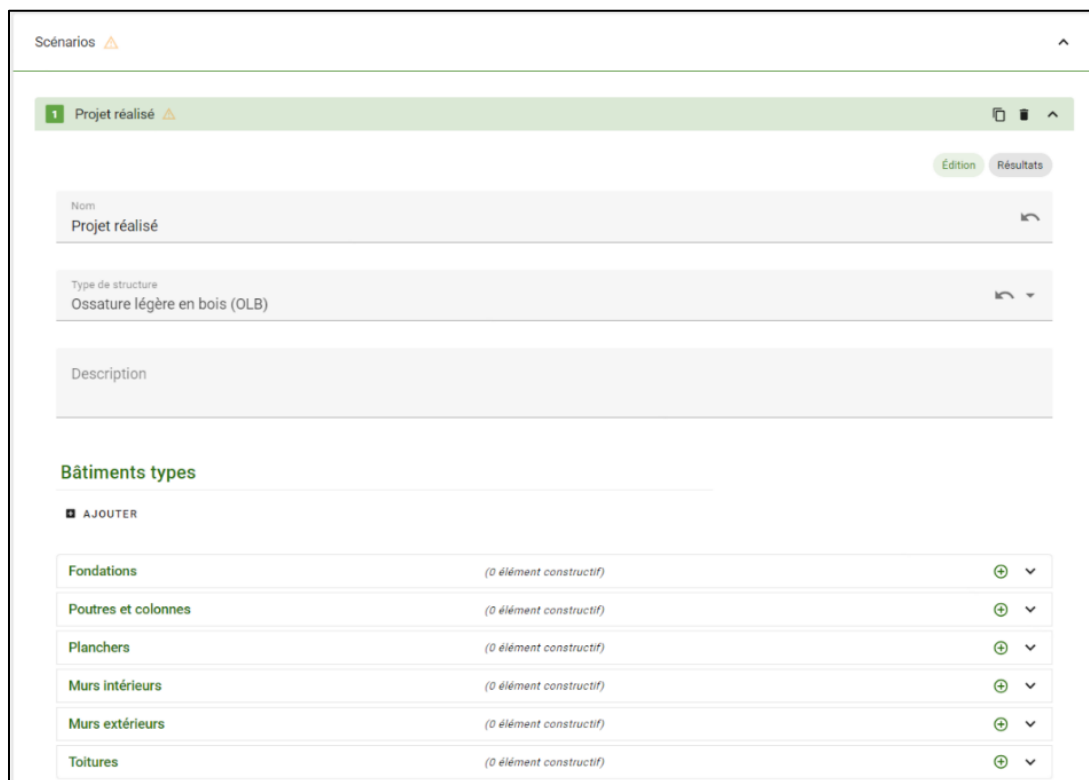 Scénarios
1 Projet réalisé
Édition Résultats
Nom
Projet réalisé
Type de structure
Ossature légère en bois (OLB)
Description
Bâtiments types
AJOUTER
Fondations (0 élément constructif)
Poutres et colonnes (0 élément constructif)
Planchers (0 élément constructif)
Murs intérieurs (0 élément constructif)
Murs extérieurs (0 élément constructif)
Toitures (0 élément constructif)